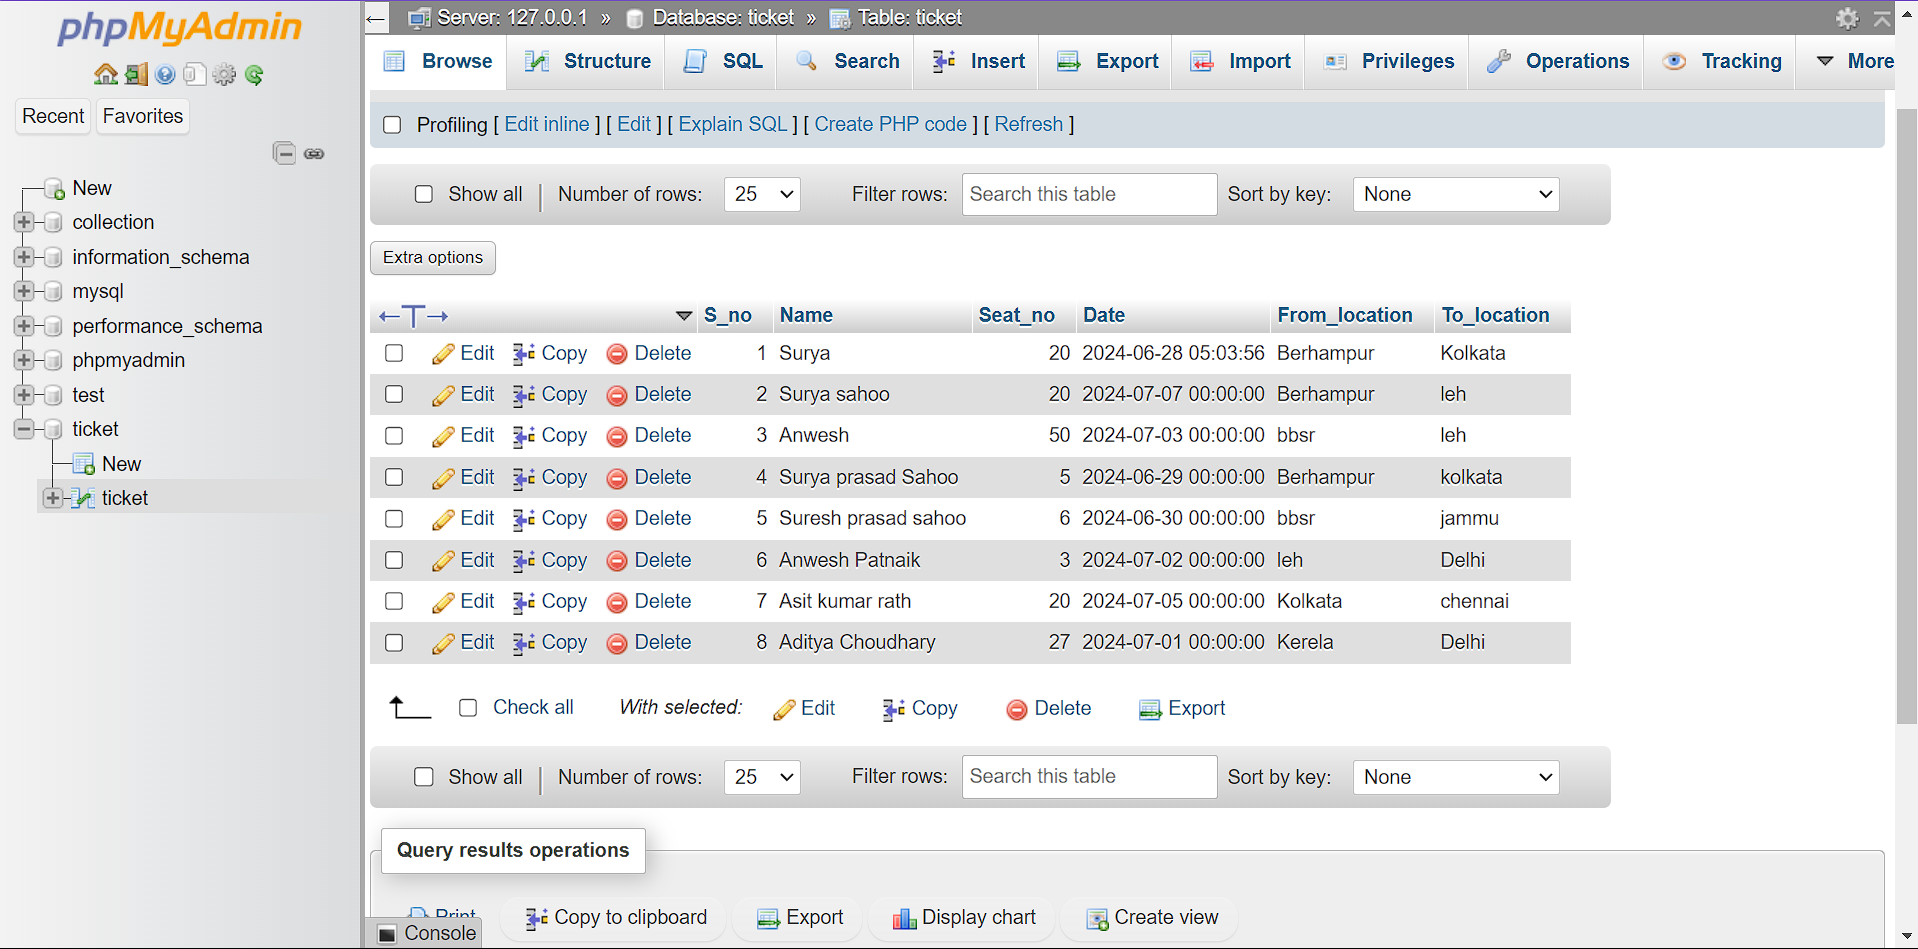 phpMyAdmin
Recent Favorites
New
collection
information_schema
mysql
performance_schema
phpmyadmin
test
ticket
New
ticket
Server: 127.0.0.1 » Database: ticket » Table: ticket
Browse Structure SQL Search Insert Export Import Privileges Operations Tracking More
Profiling [ Edit inline ] [ Edit ] [ Explain SQL ] [ Create PHP code ] [ Refresh ]
Show all Number of rows: 25 Filter rows: Search this table Sort by key: None
Extra options
S_no Name Seat_no Date From_location To_location
Edit Copy Delete 1 Surya 20 2024-06-28 05:03:56 Berhampur Kolkata
Edit Copy Delete 2 Surya sahoo 20 2024-07-07 00:00:00 Berhampur leh
Edit Copy Delete 3 Anwesh 50 2024-07-03 00:00:00 bbsr leh
Edit Copy Delete 4 Surya prasad Sahoo 5 2024-06-29 00:00:00 Berhampur kolkata
Edit Copy Delete 5 Suresh prasad sahoo 6 2024-06-30 00:00:00 bbsr jammu
Edit Copy Delete 6 Anwesh Patnaik 3 2024-07-02 00:00:00 leh Delhi
Edit Copy Delete 7 Asit kumar rath 20 2024-07-05 00:00:00 Kolkata chennai
Edit Copy Delete 8 Aditya Choudhary 27 2024-07-01 00:00:00 Kerela Delhi
Check all With selected: Edit Copy Delete Export
Show all Number of rows: 25 Filter rows: Search this table Sort by key: None
Query results operations
Print Copy to clipboard Export Display chart Create view
Console